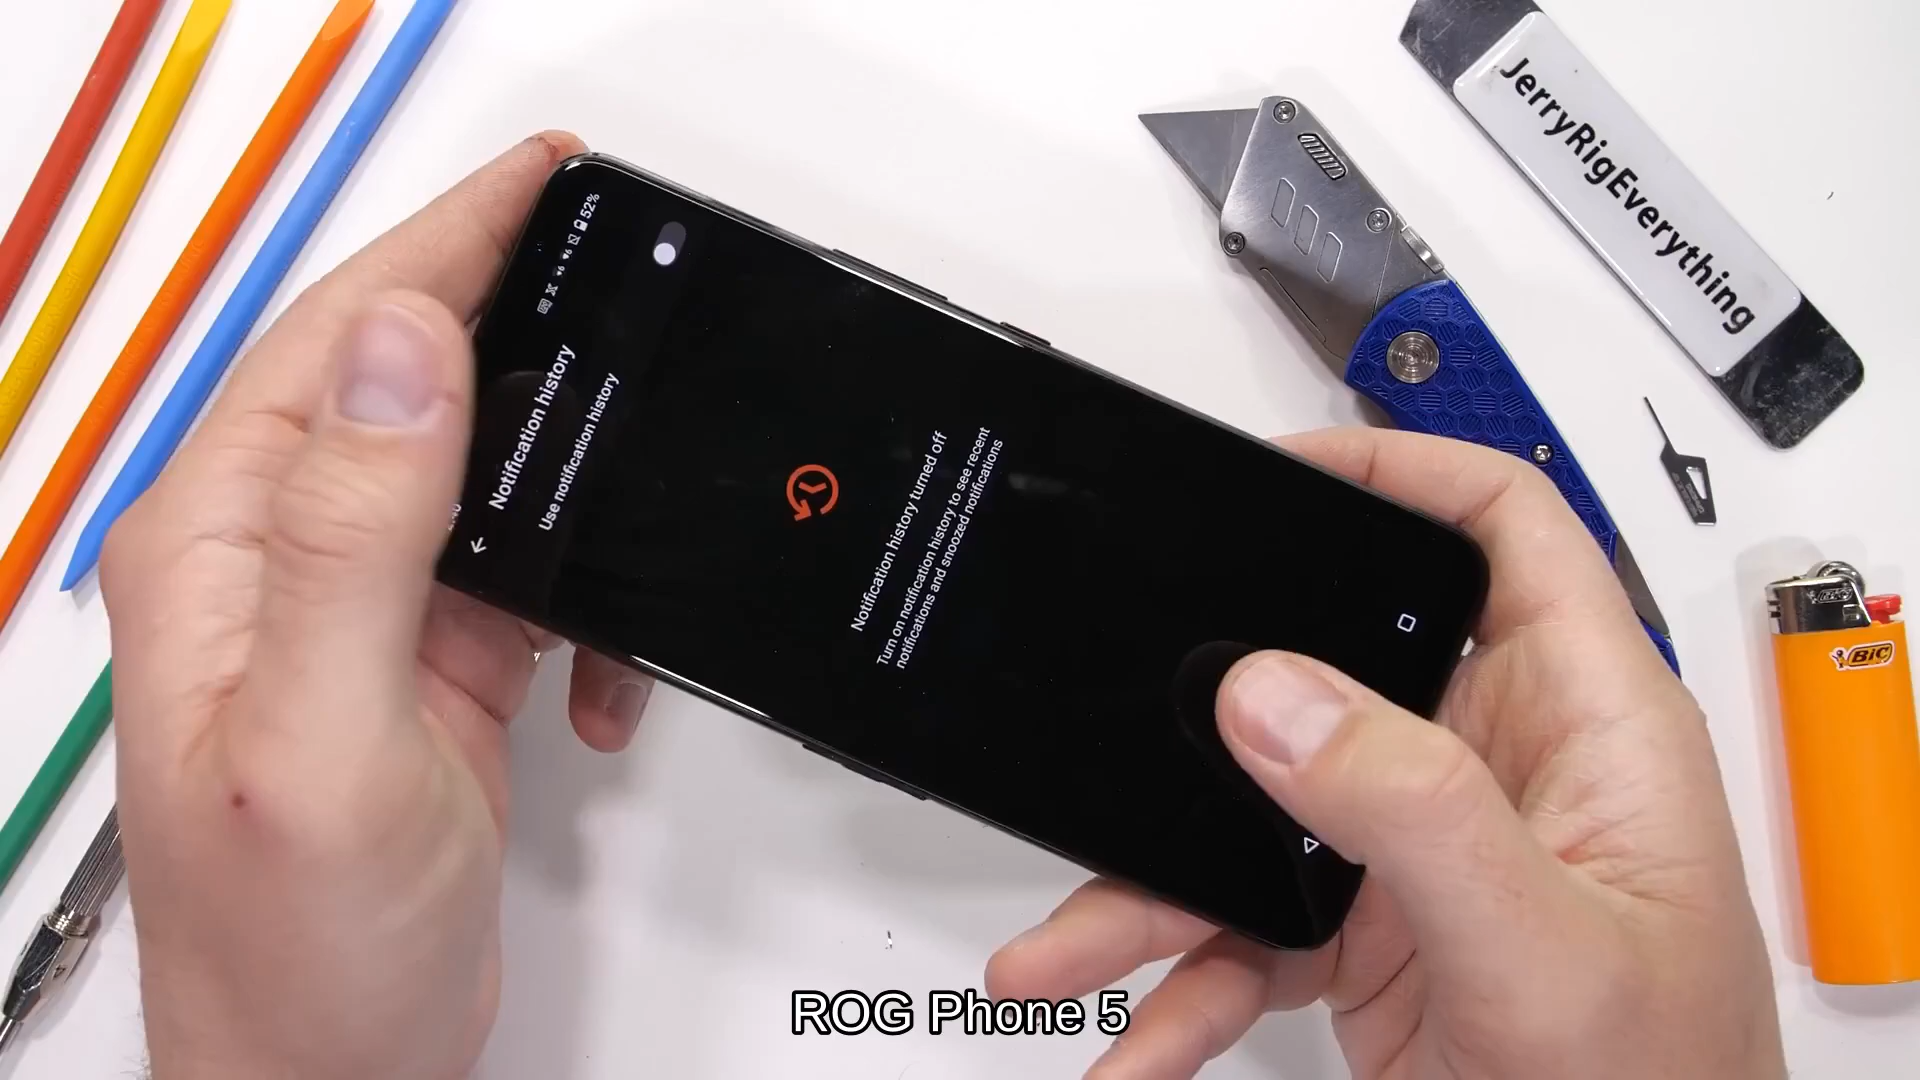 JerryRigEverything
52%
Notification history
Use notification history
Notification history turned off
Turn on notification history to see recent
notifications and snoozed notifications
BIC
ROG Phone 5